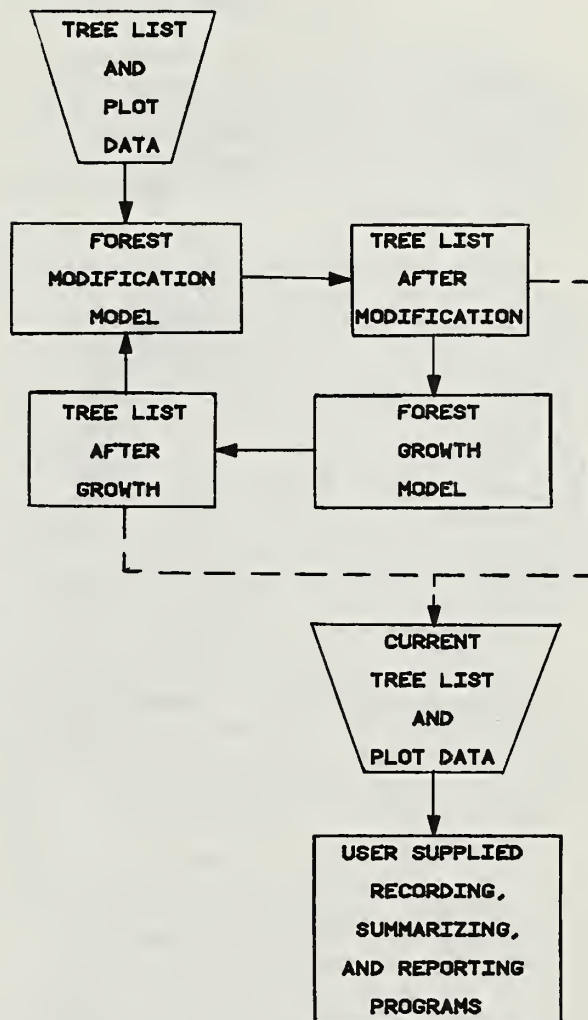 TREE LIST
AND
PLOT
DATA
FOREST
MODIFICATION
MODEL
TREE LIST
AFTER
MODIFICATION
TREE LIST
AFTER
GROWTH
FOREST
GROWTH
MODEL
CURRENT
TREE LIST
AND
PLOT DATA
USER SUPPLIED
RECORDING,
SUMMARIZING,
AND REPORTING
PROGRAMS